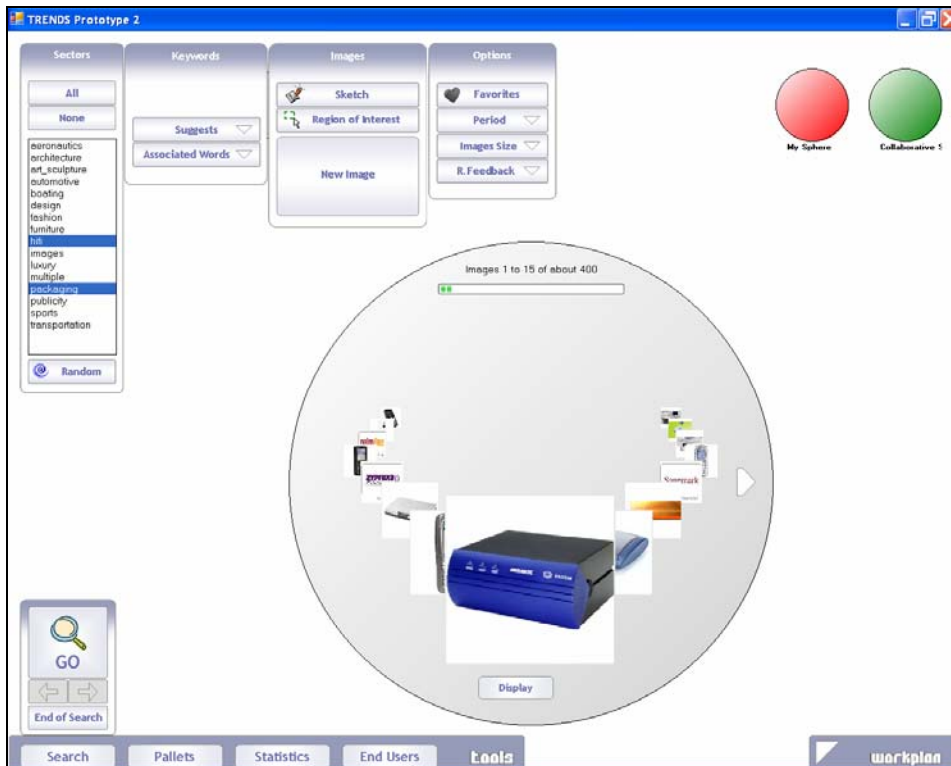 TRENDS Prototype 2
Sectors
All
None
aeronautics
architecture
art_sculpture
automotive
boating
design
fashion
furniture
hifi
images
luxury
multiple
packaging
publicity
sports
transportation
Random
Keywords
Suggests
Associated Words
Images
Sketch
Region of Interest
New Image
Options
Favorites
Period
Images Size
R.Feedback
My Sphere
Collaborative S
Images 1 to 15 of about 400
Display
GO
End of Search
Search
Pallets
Statistics
End Users
tools
workplan